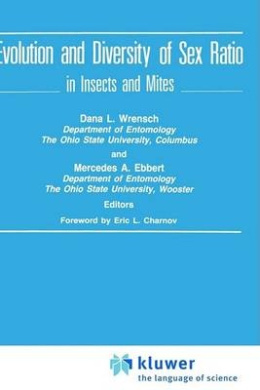 Evolution and Diversity of Sex Ratio
in Insects and Mites
Dana L. Wrensch
Department of Entomology
The Ohio State University, Columbus
and
Mercedes A. Ebbert
Department of Entomology
The Ohio State University, Wooster
Editors
Foreword by Eric L. Charnov
kluwer
the language of science